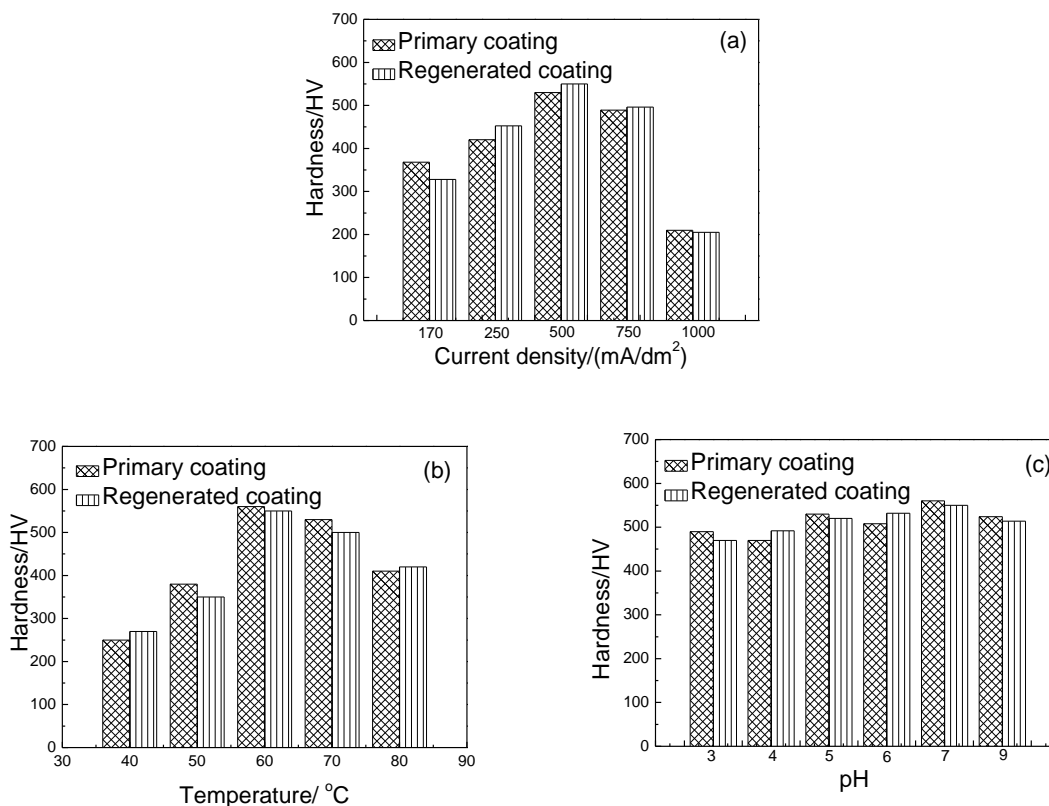 (a)
Primary coating
Regenerated coating
Hardness/HV
700
600
500
400
300
200
100
0
170 250 500 750 1000
Current density/(mA/dm²)
(b)
Primary coating
Regenerated coating
Hardness/HV
700
600
500
400
300
200
100
0
30 40 50 60 70 80 90
Temperature/ °C
(c)
Primary coating
Regenerated coating
Hardness/HV
700
600
500
400
300
200
100
0
3 4 5 6 7 9
pH